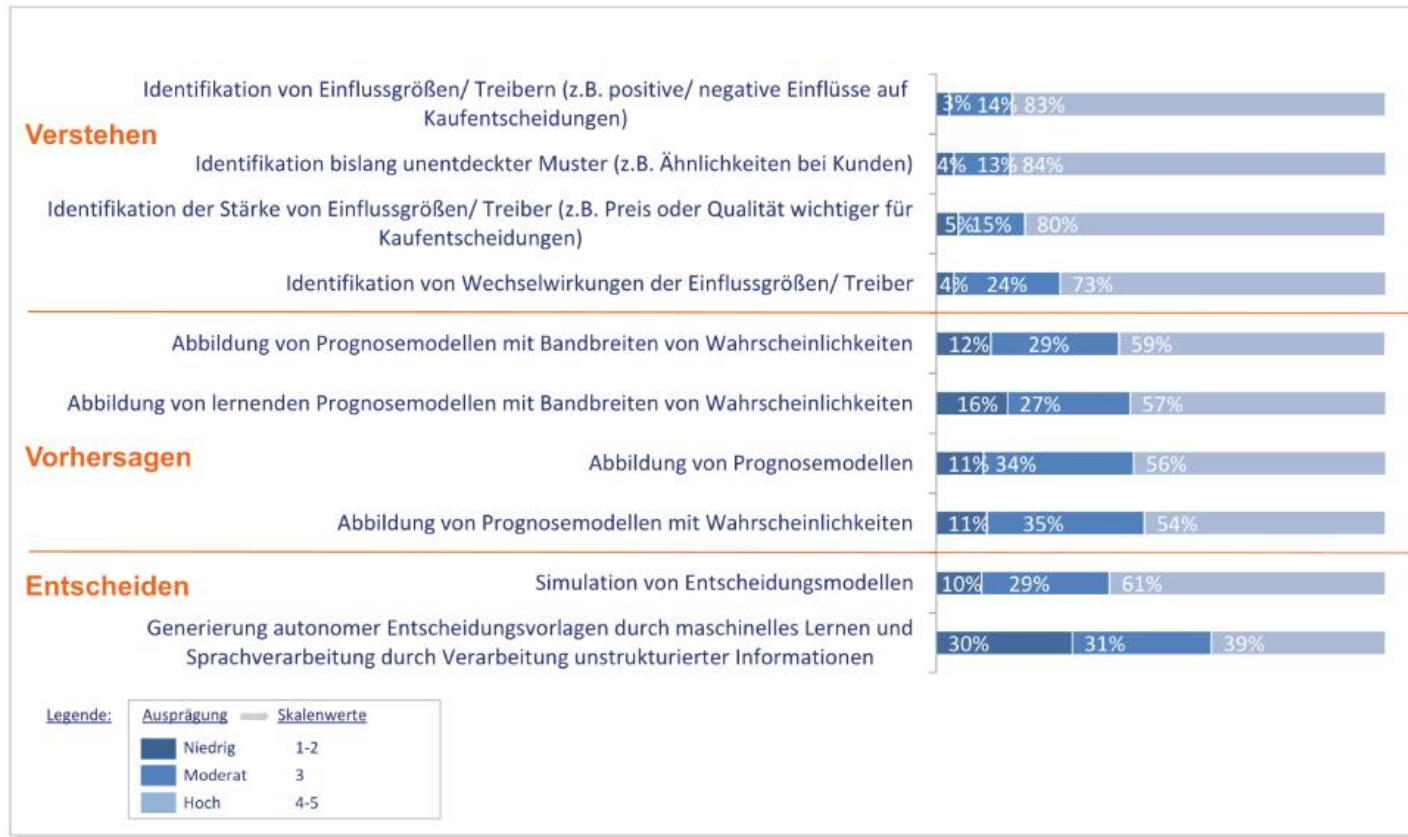 Identifikation von Einflussgrößen/ Treibern (z.B. positive/ negative Einflüsse auf
Kaufentscheidungen)
3% 14% 83%
Verstehen
Identifikation bislang unentdeckter Muster (z.B. Ähnlichkeiten bei Kunden)
4% 13% 84%
Identifikation der Stärke von Einflussgrößen/ Treiber (z.B. Preis oder Qualität wichtiger für
Kaufentscheidungen)
5% 15% 80%
Identifikation von Wechselwirkungen der Einflussgrößen/ Treiber
4% 24% 73%
Abbildung von Prognosemodellen mit Bandbreiten von Wahrscheinlichkeiten
12% 29% 59%
Abbildung von lernenden Prognosemodellen mit Bandbreiten von Wahrscheinlichkeiten
16% 27% 57%
Vorhersagen
Abbildung von Prognosemodellen
11% 34% 56%
Abbildung von Prognosemodellen mit Wahrscheinlichkeiten
11% 35% 54%
Entscheiden
Simulation von Entscheidungsmodellen
10% 29% 61%
Generierung autonomer Entscheidungsvorlagen durch maschinelles Lernen und
Sprachverarbeitung durch Verarbeitung unstrukturierter Informationen
30% 31% 39%
Legende: Ausprägung Skalenwerte
Niedrig 1-2
Moderat 3
Hoch 4-5